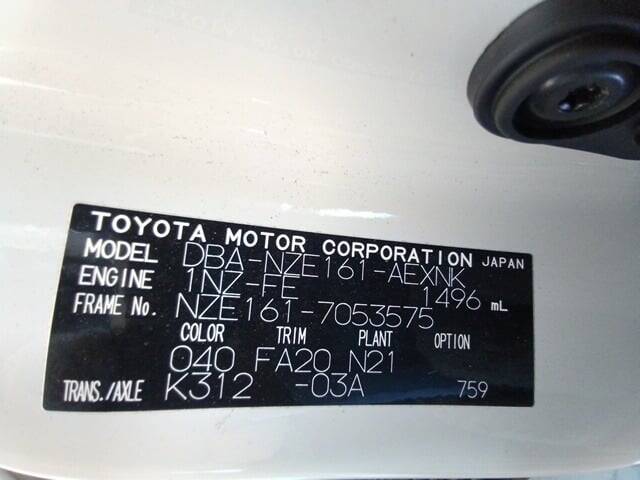 TOYOTA MOTOR CORPORATION JAPAN
MODEL DBA-NZE161-AEXNK
ENGINE 1NZ-FE 1496 mL
FRAME No. NZE161-7053575
COLOR TRIM PLANT OPTION
040 FA20 N21
TRANS./AXLE K312 -03A 759